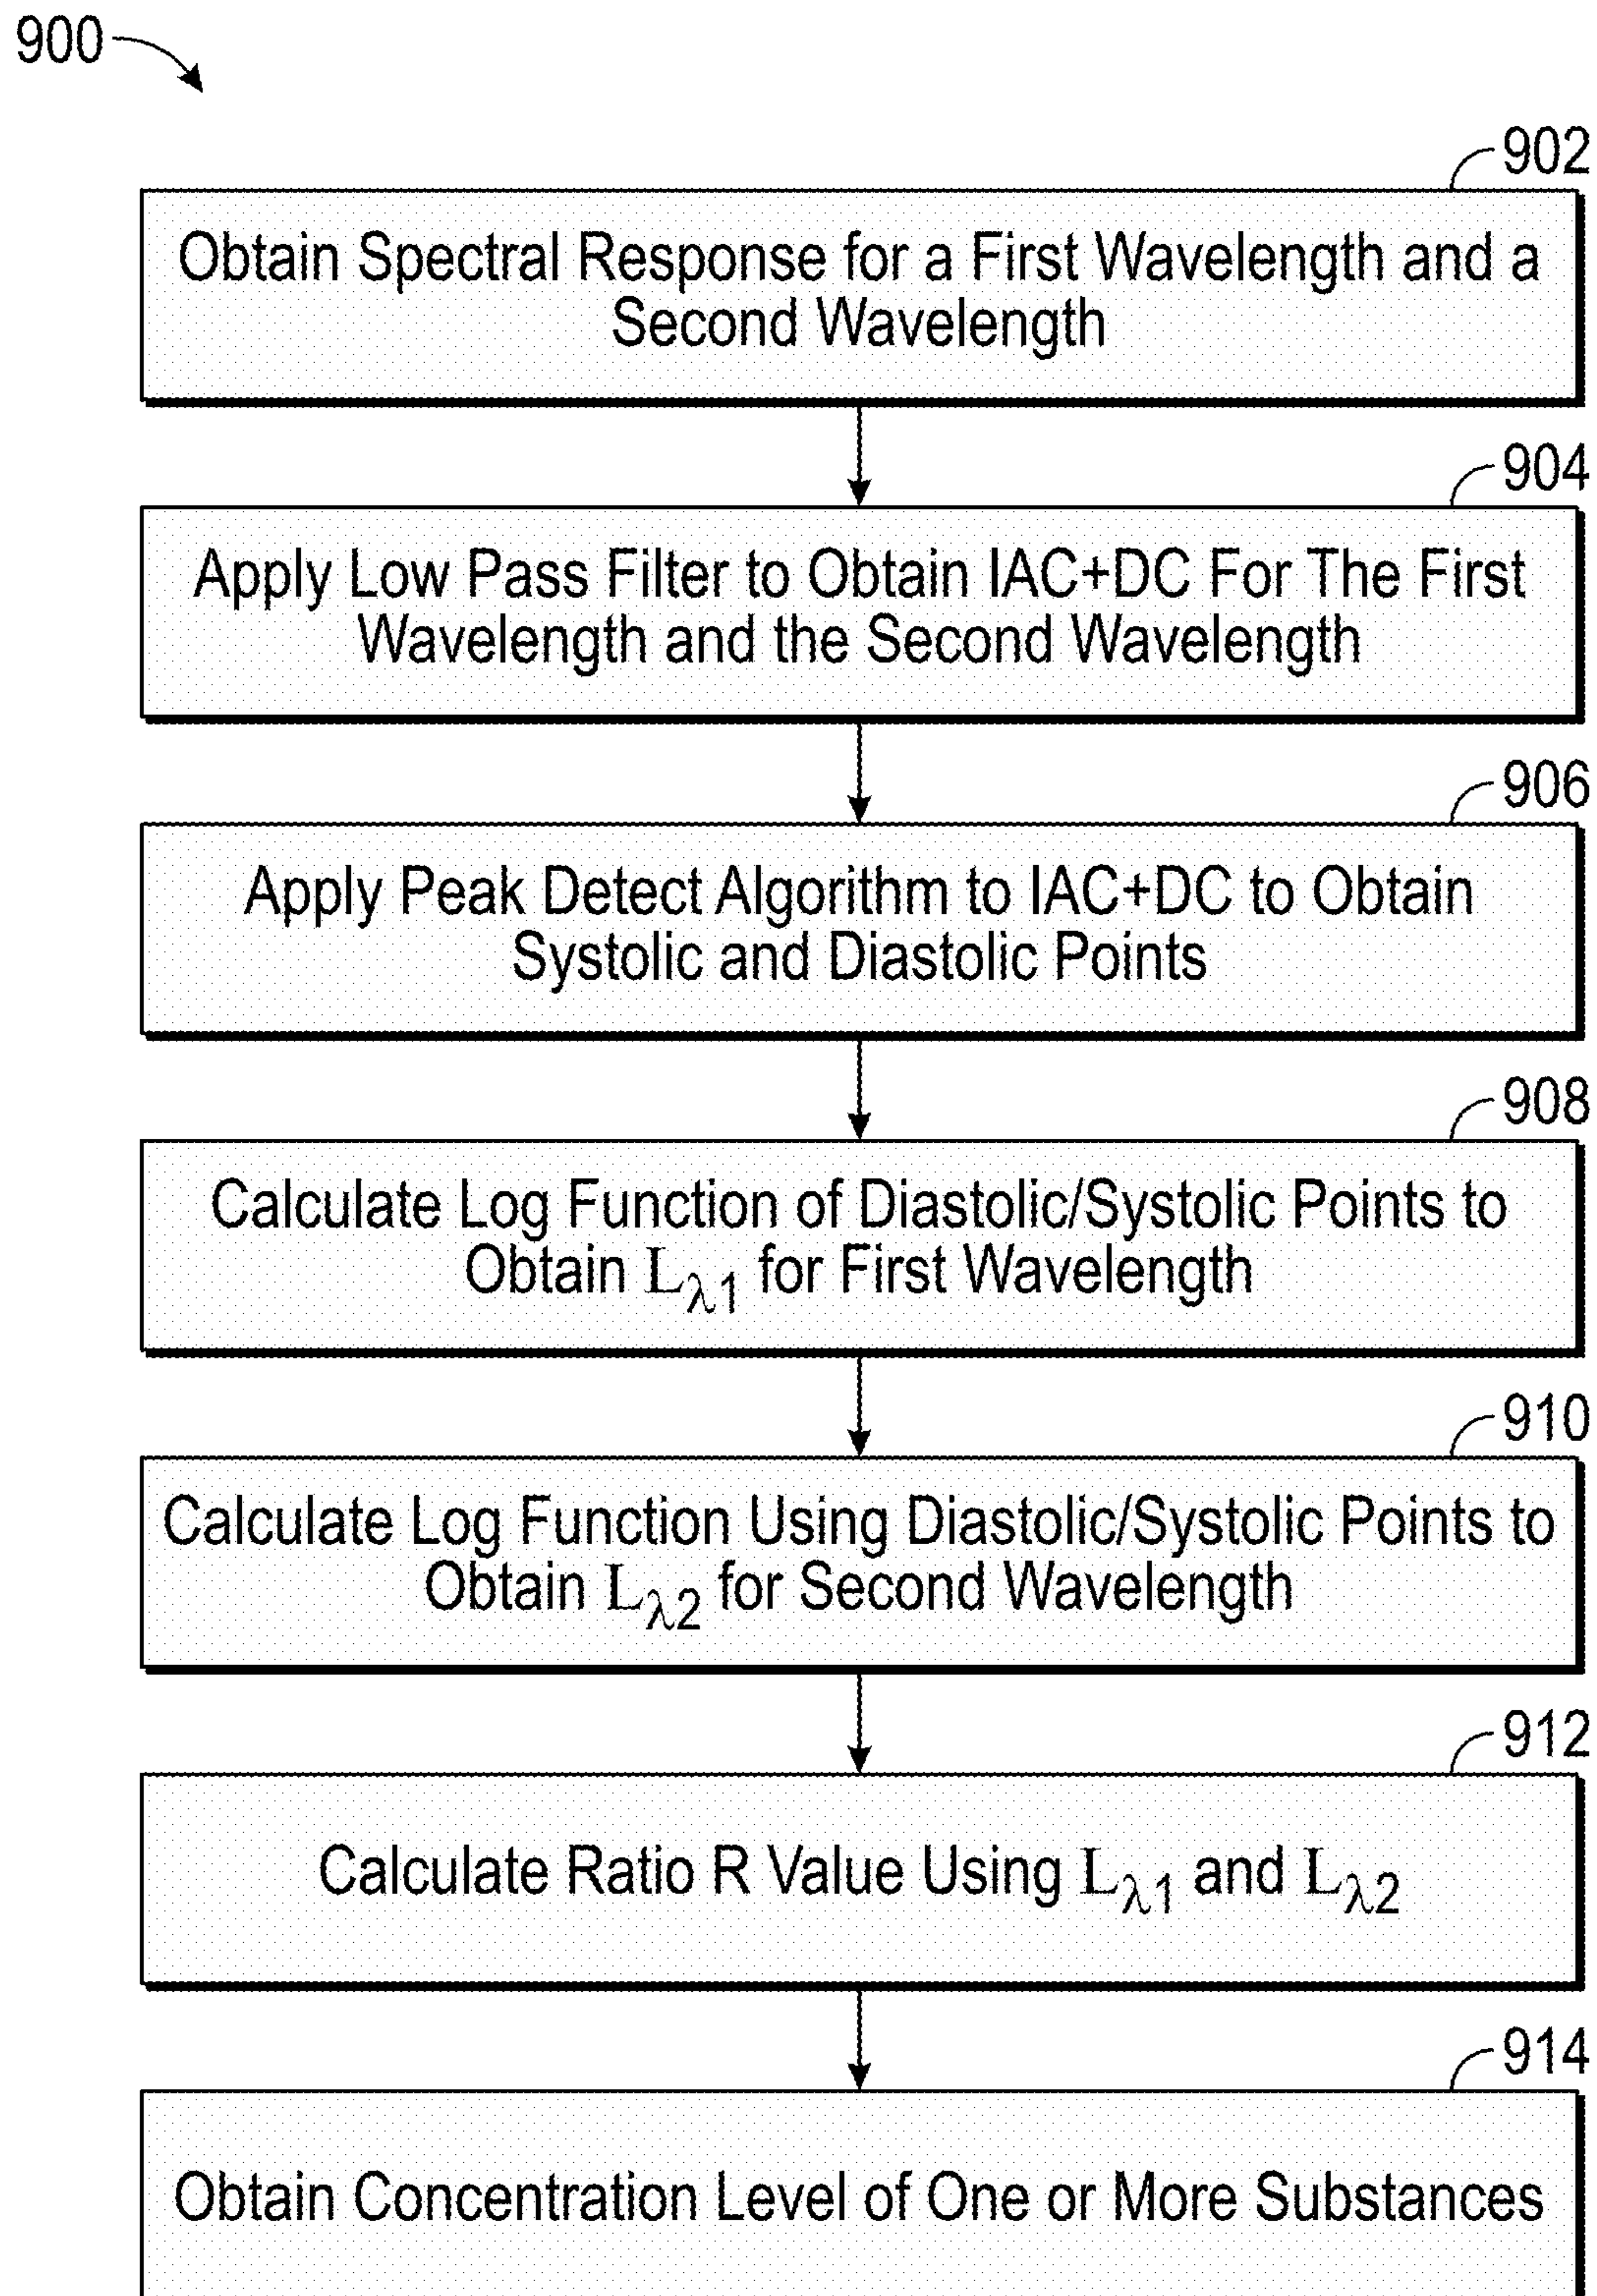 900
902
Obtain Spectral Response for a First Wavelength and a
Second Wavelength
904
Apply Low Pass Filter to Obtain IAC+DC For The First
Wavelength and the Second Wavelength
906
Apply Peak Detect Algorithm to IAC+DC to Obtain
Systolic and Diastolic Points
908
Calculate Log Function of Diastolic/Systolic Points to
Obtain Lλ1 for First Wavelength
910
Calculate Log Function Using Diastolic/Systolic Points to
Obtain Lλ2 for Second Wavelength
912
Calculate Ratio R Value Using Lλ1 and Lλ2
914
Obtain Concentration Level of One or More Substances